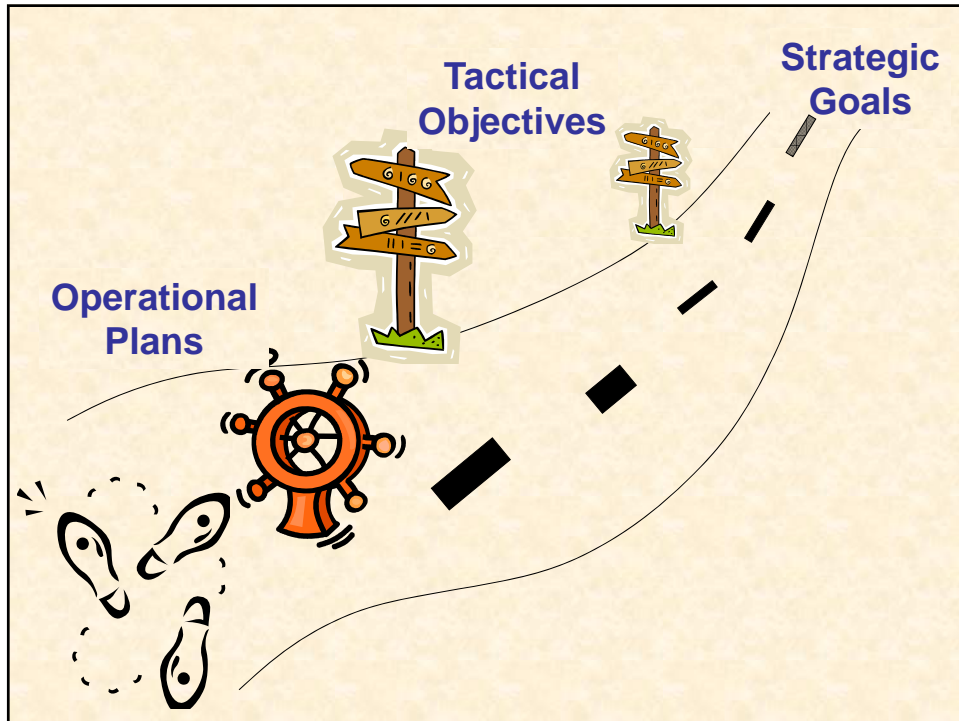 Strategic
Goals
Tactical
Objectives
Operational
Plans